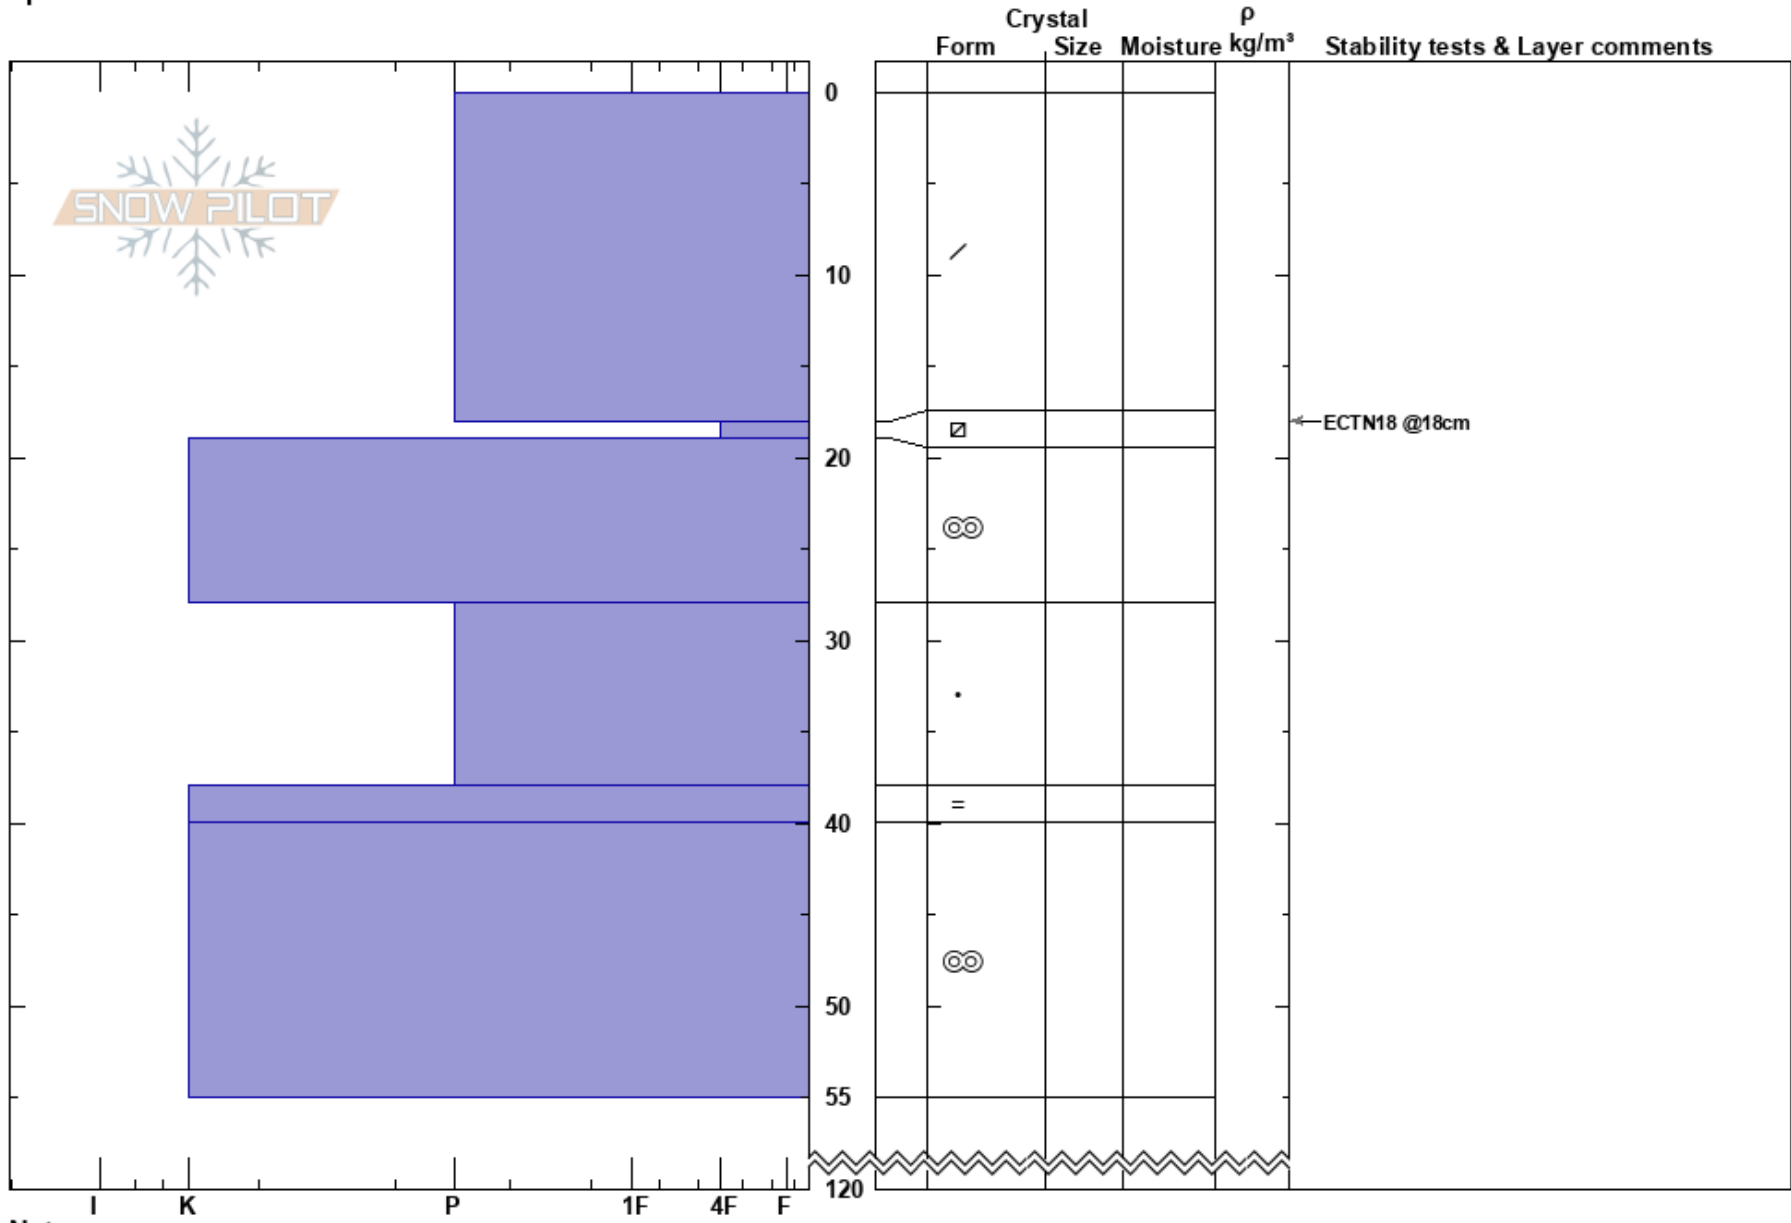 Crystal
ρ
Form Size Moisture kg/m³ Stability tests & Layer comments
0
SNOW PILOT
10
ECTN18 @18cm
20
30
40
50
55
120
I K P 1F 4F F